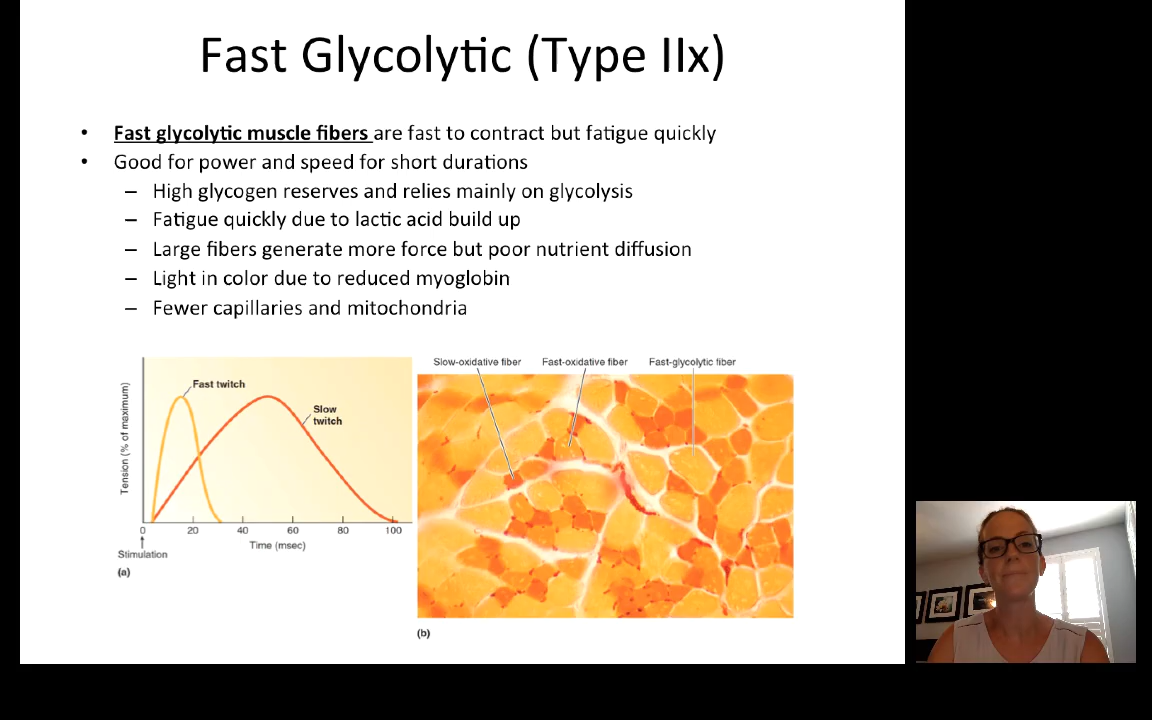 Fast Glycolytic (Type IIx)
• Fast glycolytic muscle fibers are fast to contract but fatigue quickly
• Good for power and speed for short durations
– High glycogen reserves and relies mainly on glycolysis
– Fatigue quickly due to lactic acid build up
– Large fibers generate more force but poor nutrient diffusion
– Light in color due to reduced myoglobin
– Fewer capillaries and mitochondria
Tension (% of maximum)
Fast twitch
Slow
twitch
0 20 40 60 80 100
Time (msec)
Stimulation
(a)
Slow-oxidative fiber Fast-oxidative fiber Fast-glycolytic fiber
(b)